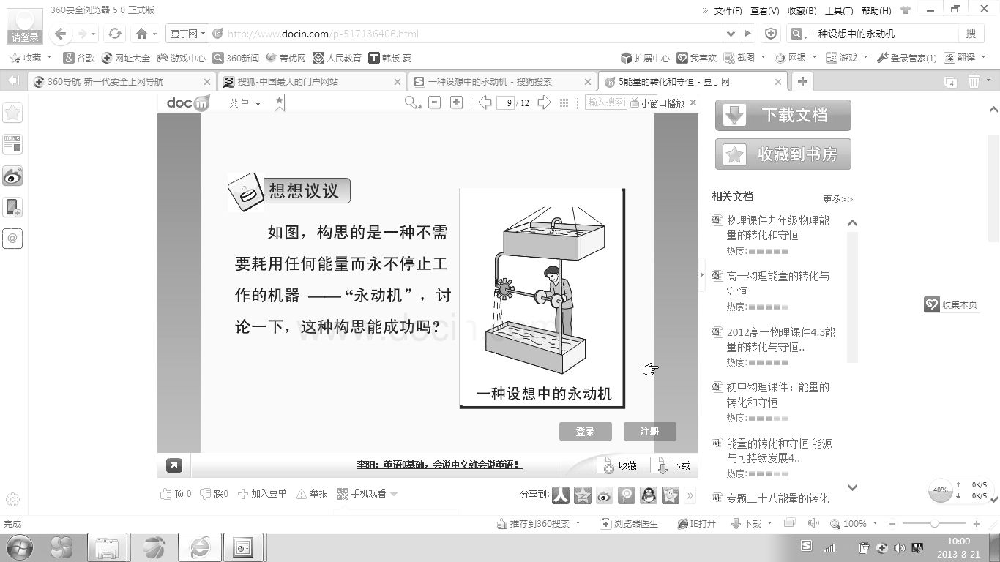 360安全浏览器 5.0 正式版
» 文件(F) 查看(V) 收藏(B) 工具(T) 帮助(H)
请登录
豆丁网 http://www.docin.com/p-517136406.html
一种设想中的永动机 搜
收藏 谷歌 网址大全 游戏中心 360新闻 菁优网 人民教育 韩版 夏
扩展中心 我喜欢 截图 网银 游戏 登录管家(1) 翻译
360导航_新一代安全上网导航
搜狐-中国最大的门户网站
一种设想中的永动机 - 搜狗搜索
5能量的转化和守恒 - 豆丁网
4
docin 菜单 9 / 12 输入搜索 小窗口播放
想想议议
如图，构思的是一种不需
要耗用任何能量而永不停止工
作的机器 ——“永动机”，讨
论一下，这种构思能成功吗？
www.docin.com
一种设想中的永动机
登录 注册
李阳：英语0基础，会说中文就会说英语！
收藏 下载
顶 0 踩0 加入豆单 举报 手机观看
分享到:
下载文档
收藏到书房
相关文档 更多>>
物理课件九年级物理能
量的转化和守恒
热度:
高一物理能量的转化与
守恒
热度:
2012高一物理课件4.3能
量的转化与守恒..
热度:
初中物理课件：能量的
转化和守恒
热度:
能量的转化和守恒 能源
与可持续发展4..
热度:
专题二十八能量的转化
收集本页
NEWS
40% 0K/S
0K/S
完成
推荐到360搜索 浏览器医生 IE打开 下载 100%
10:00
2013-8-21